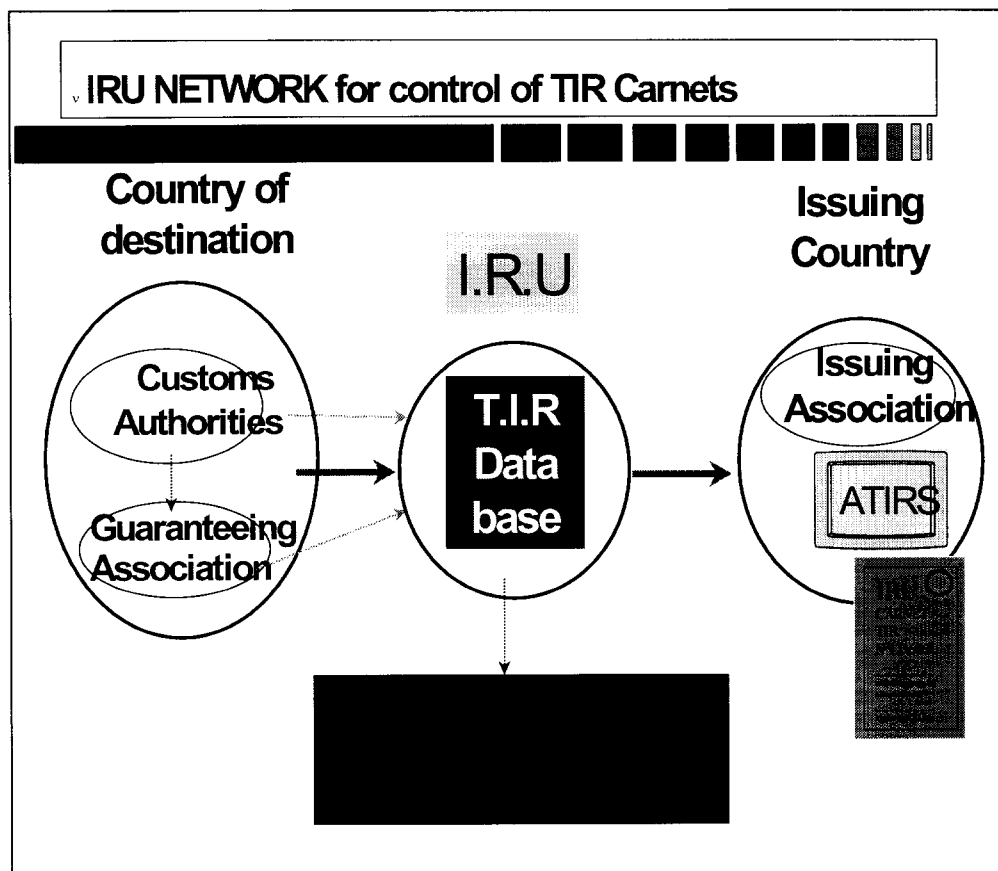 v IRU NETWORK for control of TIR Carnets
Country of
destination
I.R.U
Issuing
Country
Customs
Authorities
Guaranteeing
Association
T.I.R
Data
base
Issuing
Association
ATIRS
IRU